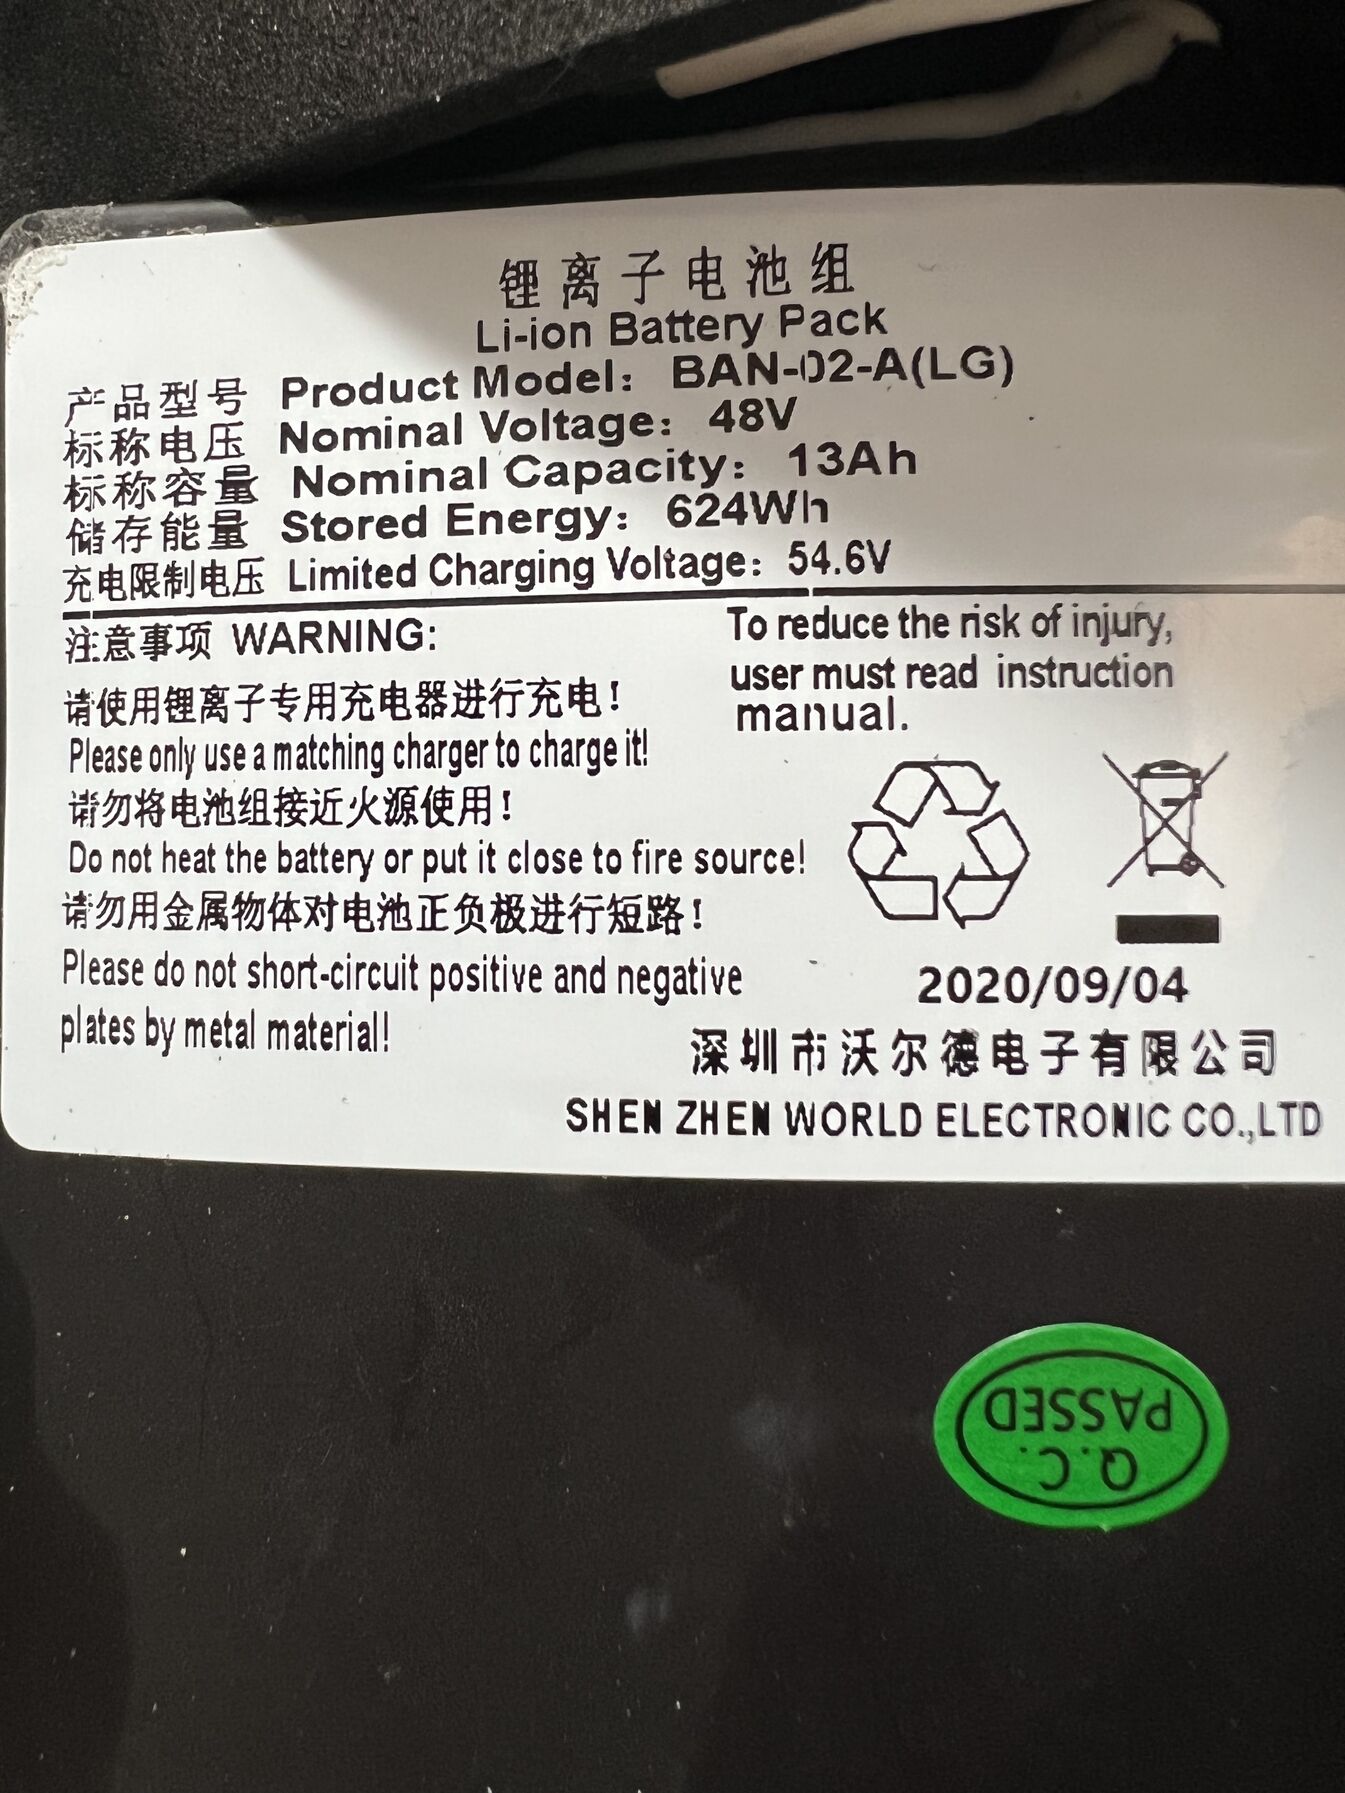 锂离子电池组
Li-ion Battery Pack
产品型号 Product Model： BAN-02-A(LG)
标称电压 Nominal Voltage： 48V
标称容量 Nominal Capacity： 13Ah
储存能量 Stored Energy： 624Wh
充电限制电压 Limited Charging Voltage：54.6V
注意事项 WARNING:
请使用锂离子专用充电器进行充电！
Please only use a matching charger to charge it!
请勿将电池组接近火源使用！
Do not heat the battery or put it close to fire source!
请勿用金属物体对电池正负极进行短路！
Please do not short-circuit positive and negative
plates by metal material!
To reduce the risk of injury,
user must read instruction
manual.
2020/09/04
深圳市沃尔德电子有限公司
SHEN ZHEN WORLD ELECTRONIC CO.,LTD
Q.C.
PASSED